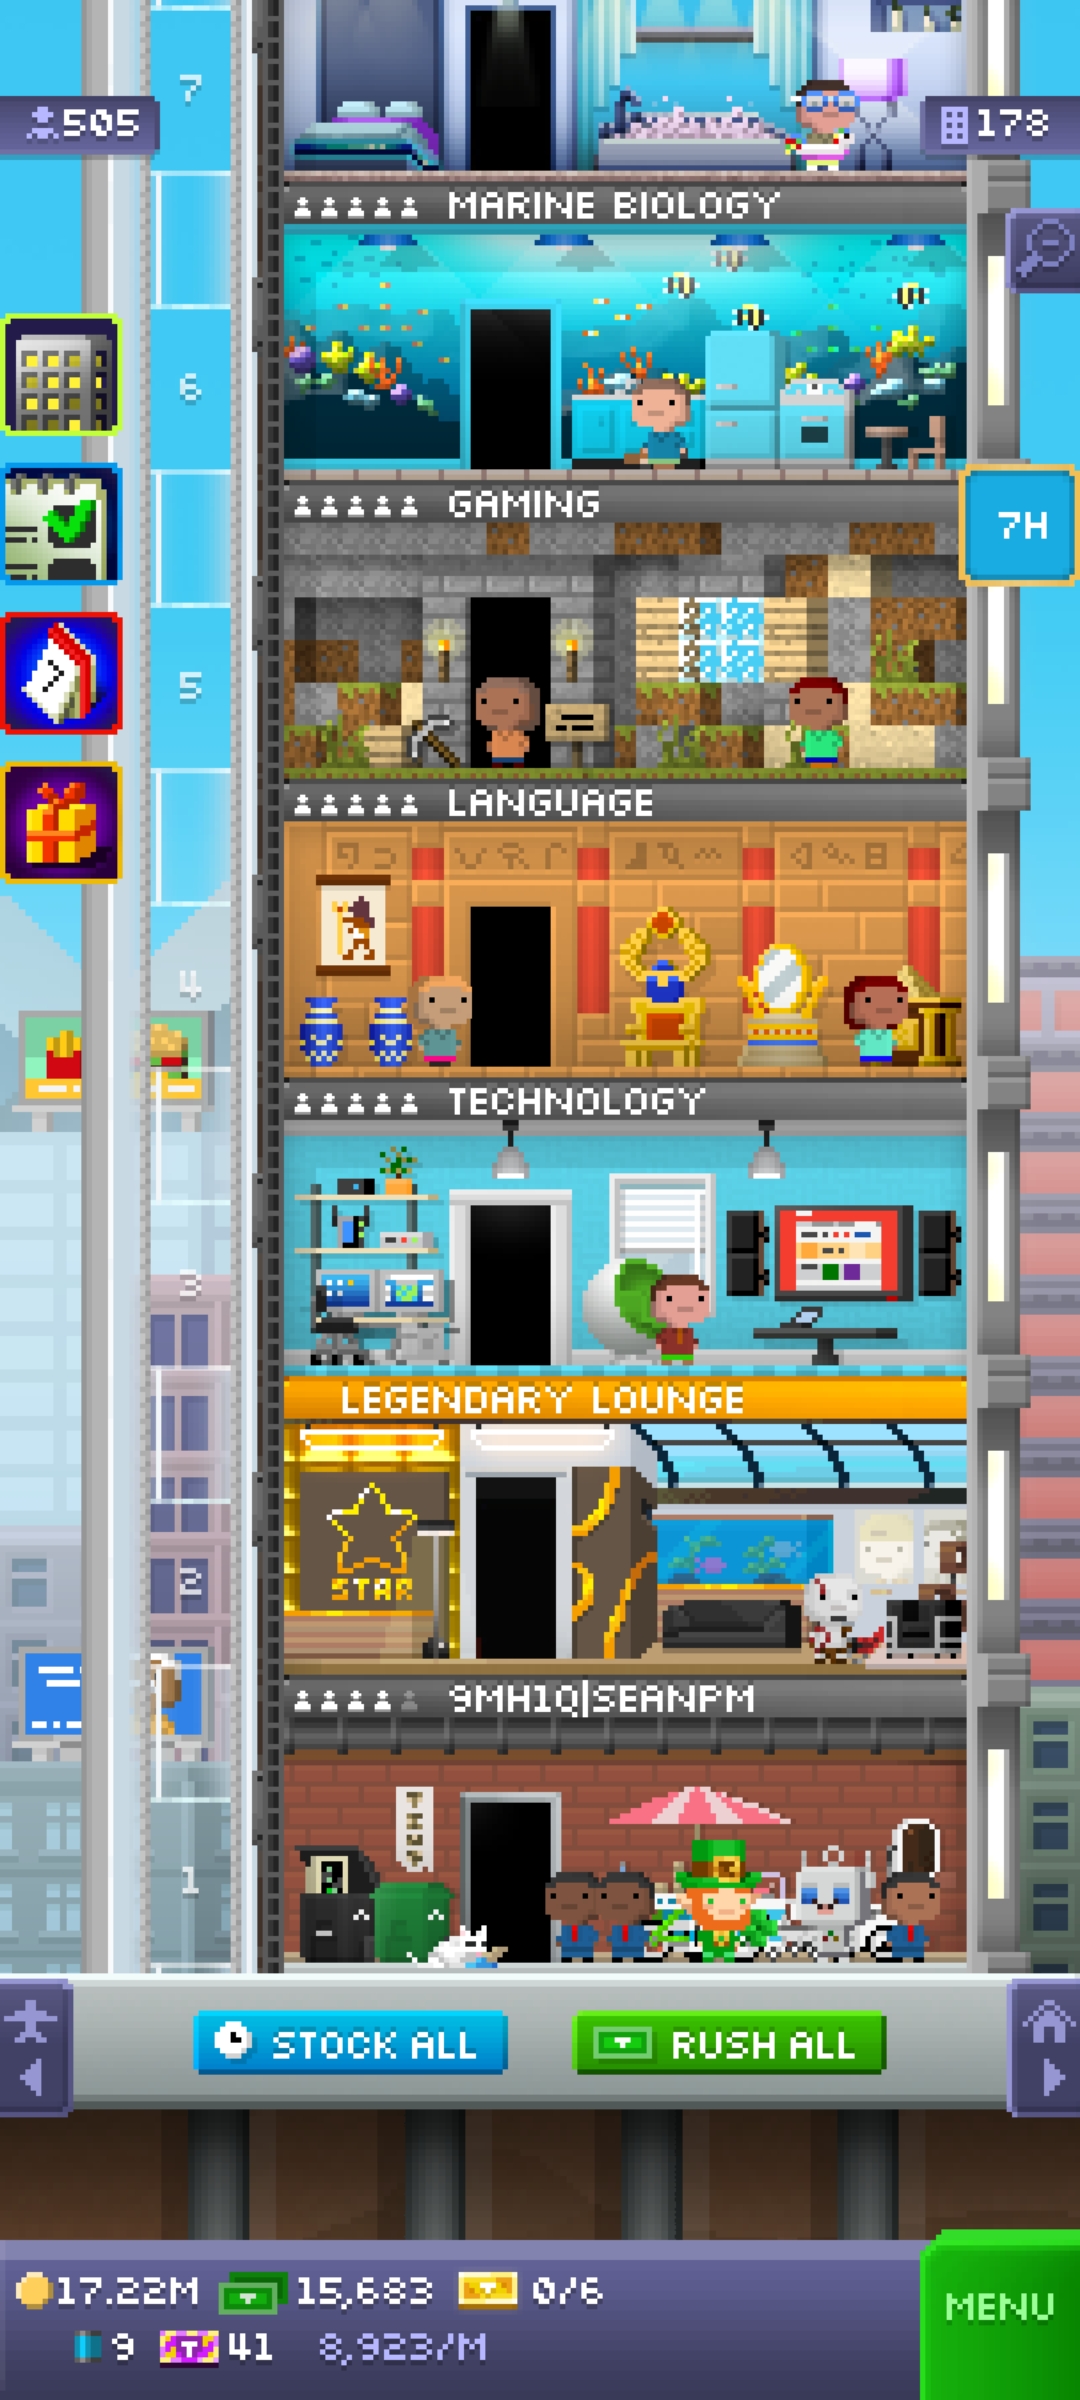 7
505
178
MARINE BIOLOGY
6
GAMING
7H
5
LANGUAGE
4
TECHNOLOGY
3
LEGENDARY LOUNGE
STAR
2
9MH1Q|SEANPM
1
STOCK ALL
RUSH ALL
17.22M 15,683 0/6
9 41 8,923/M
MENU